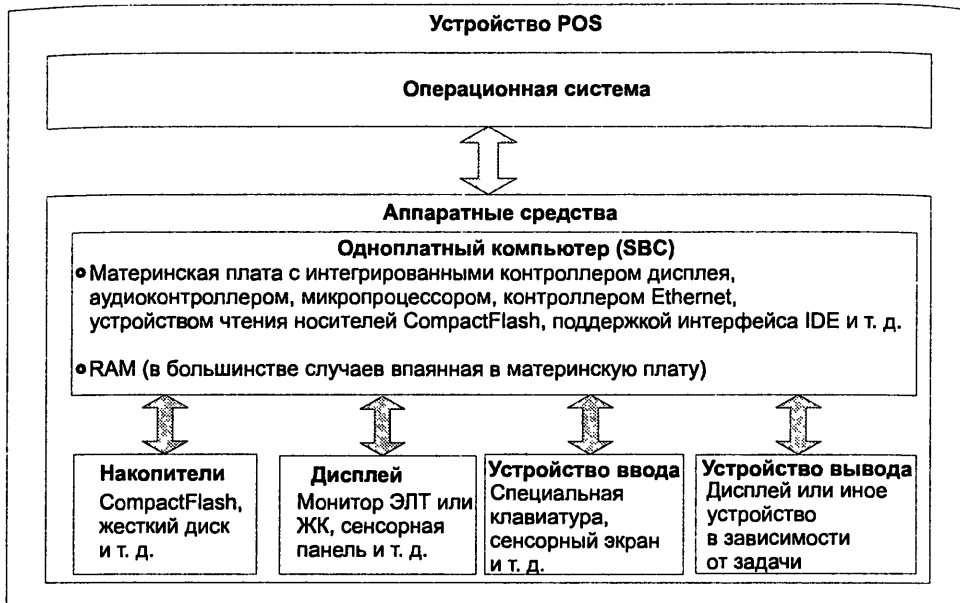 Устройство POS
Операционная система
Аппаратные средства
Одноплатный компьютер (SBC)
Материнская плата с интегрированными контроллером дисплея,
аудиоконтроллером, микропроцессором, контроллером Ethernet,
устройством чтения носителей CompactFlash, поддержкой интерфейса IDE и т. д.
RAM (в большинстве случаев впаянная в материнскую плату)
Накопители
CompactFlash,
жесткий диск
и т. д.
Дисплей
Монитор ЭЛТ или
ЖК, сенсорная
панель и т. д.
Устройство ввода
Специальная
клавиатура,
сенсорный экран
и т. д.
Устройство вывода
Дисплей или иное
устройство
в зависимости
от задачи